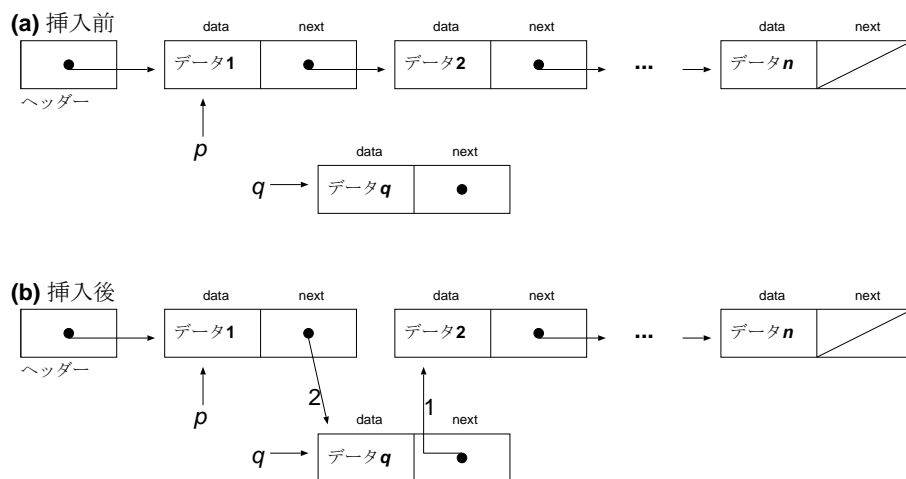 (a) 挿入前
data next data next data next
データ1 データ2 ... データn
ヘッダー
p
data next
q データq
(b) 挿入後
data next data next data next
データ1 データ2 ... データn
ヘッダー
2 1
p
data next
q データq